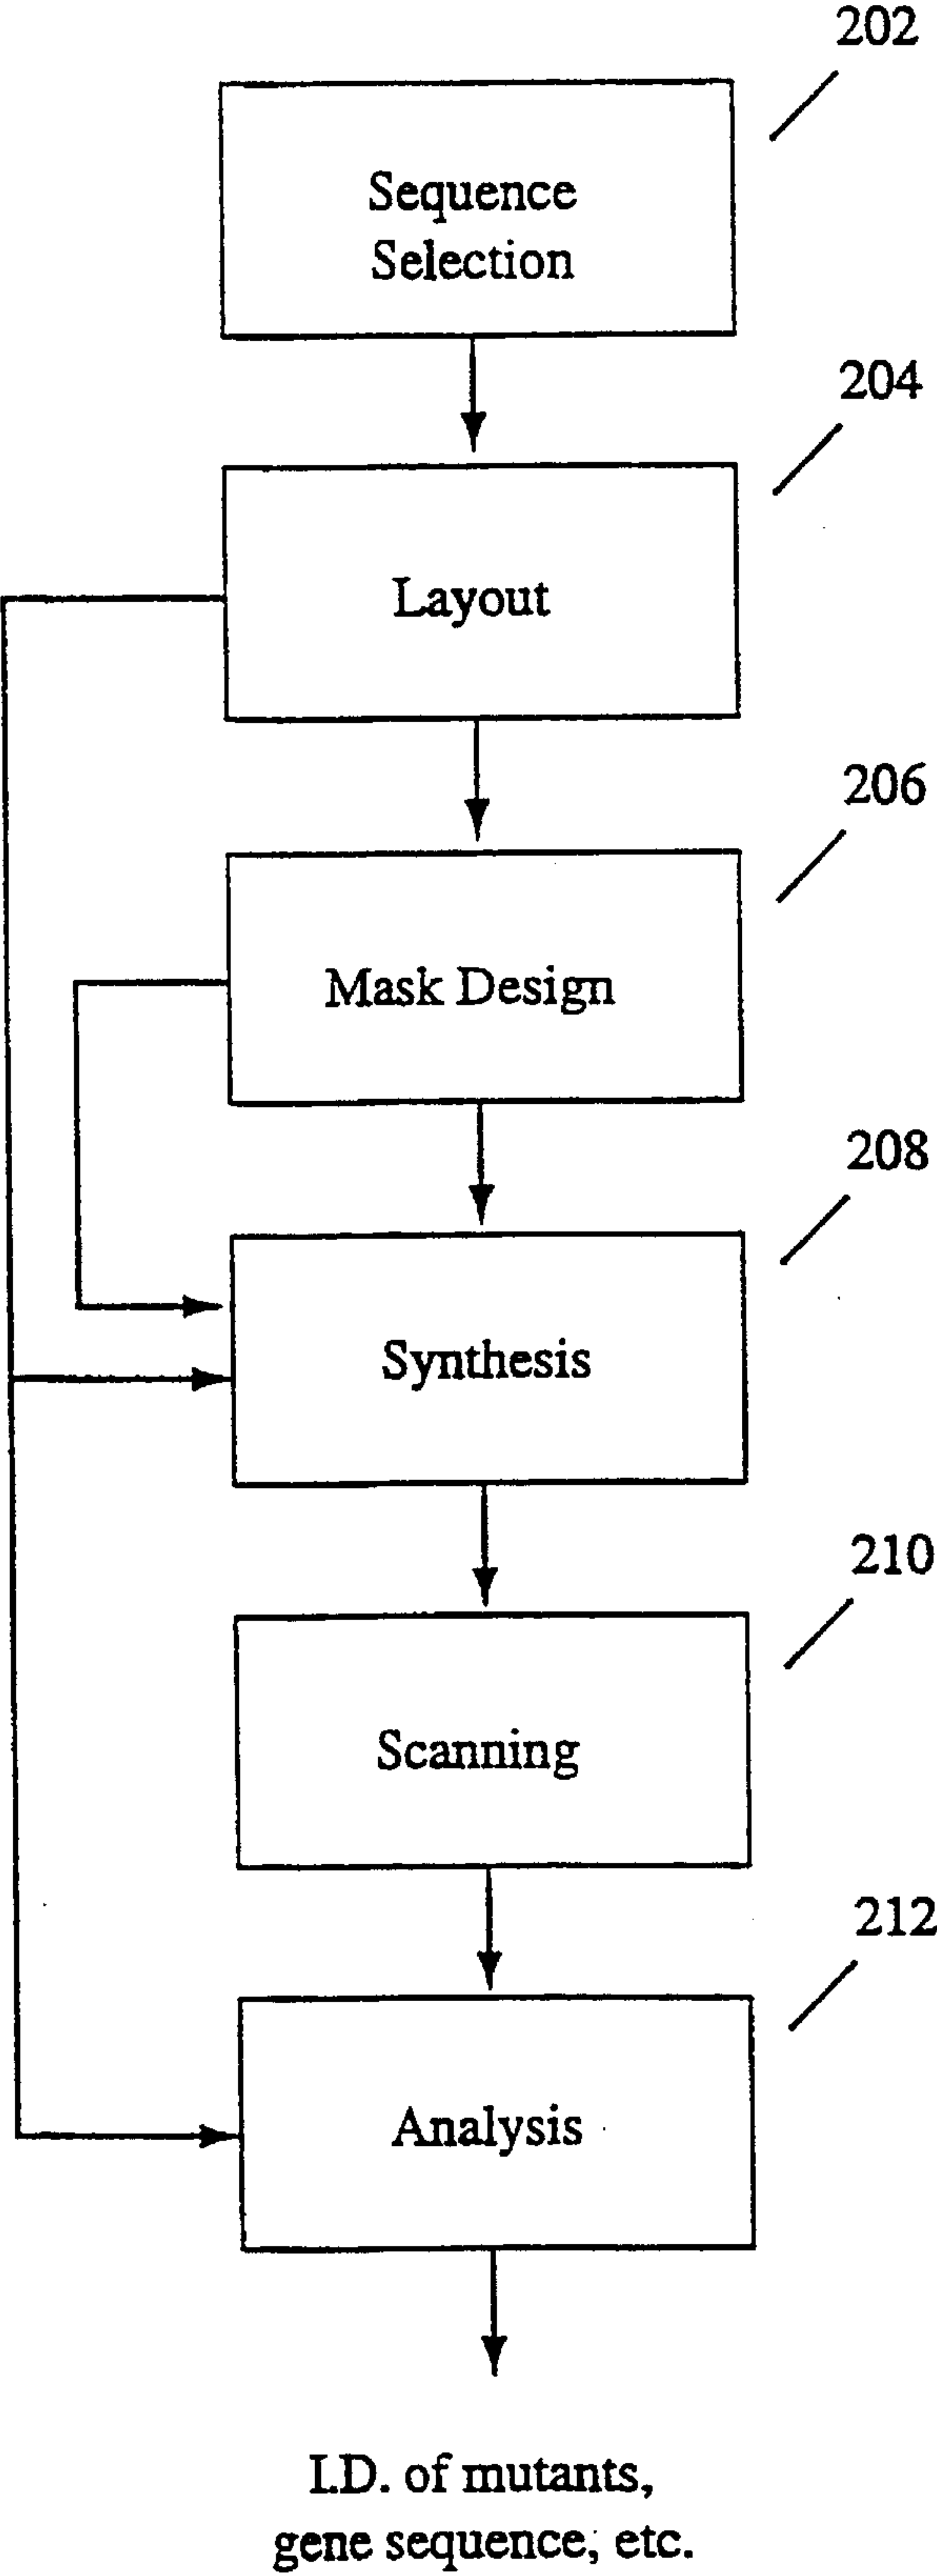 202
Sequence
Selection
204
Layout
206
Mask Design
208
Synthesis
210
Scanning
212
Analysis
I.D. of mutants,
gene sequence, etc.